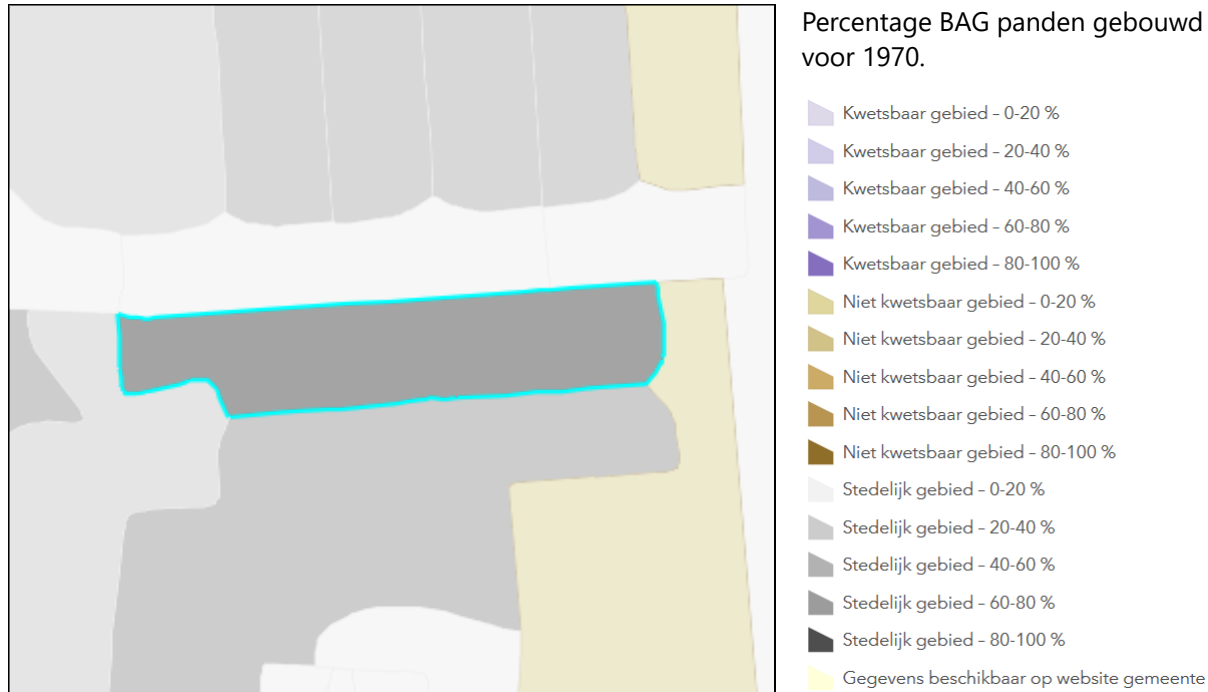 Percentage BAG panden gebouwd
voor 1970.
Kwetsbaar gebied – 0-20 %
Kwetsbaar gebied – 20-40 %
Kwetsbaar gebied – 40-60 %
Kwetsbaar gebied – 60-80 %
Kwetsbaar gebied – 80-100 %
Niet kwetsbaar gebied – 0-20 %
Niet kwetsbaar gebied – 20-40 %
Niet kwetsbaar gebied – 40-60 %
Niet kwetsbaar gebied – 60-80 %
Niet kwetsbaar gebied – 80-100 %
Stedelijk gebied – 0-20 %
Stedelijk gebied – 20-40 %
Stedelijk gebied – 40-60 %
Stedelijk gebied – 60-80 %
Stedelijk gebied – 80-100 %
Gegevens beschikbaar op website gemeente